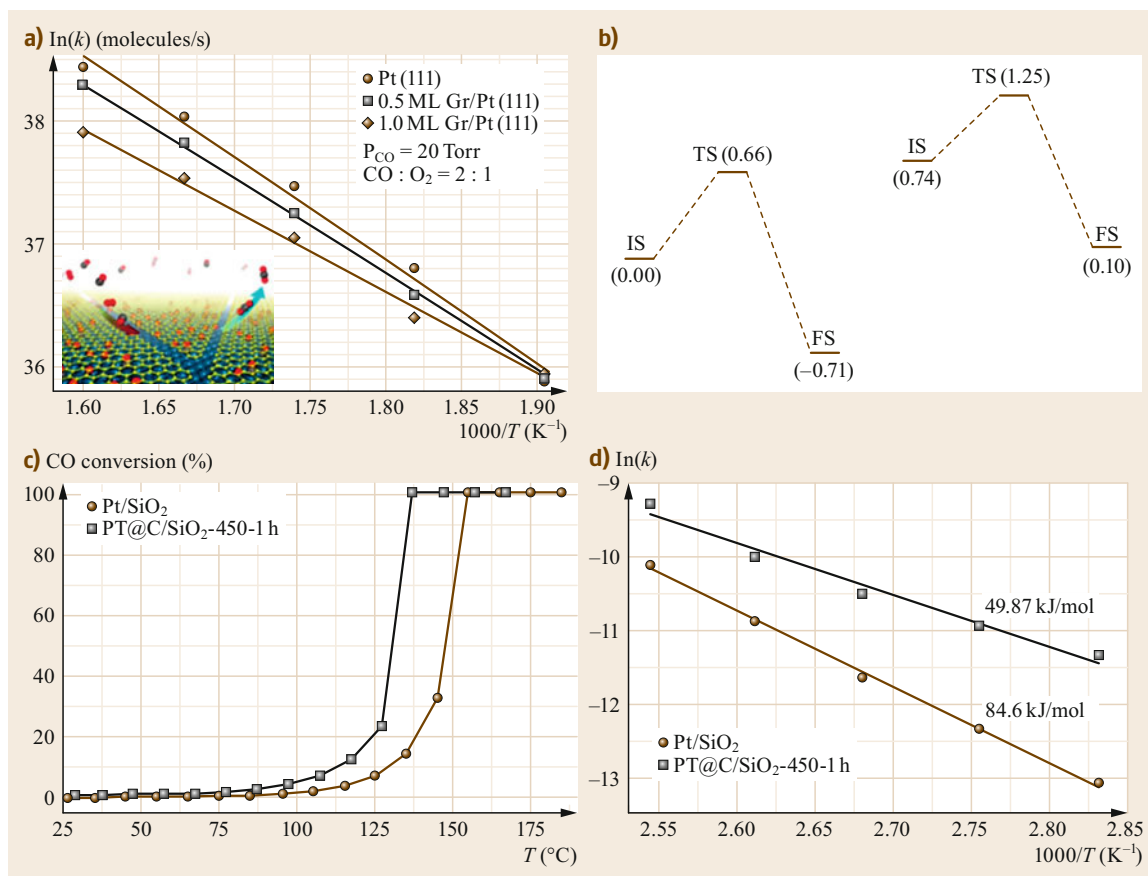 a) In(k) (molecules/s)
38
37
36
1.60 1.65 1.70 1.75 1.80 1.85 1.90
1000/T (K⁻¹)
Pt (111)
0.5 ML Gr/Pt (111)
1.0 ML Gr/Pt (111)
P_CO = 20 Torr
CO : O₂ = 2 : 1
b)
IS
(0.00)
TS (0.66)
FS
(−0.71)
IS
(0.74)
TS (1.25)
FS
(0.10)
c) CO conversion (%)
100
80
60
40
20
0
25 50 75 100 125 150 175
T (°C)
Pt/SiO₂
PT@C/SiO₂-450-1 h
d) In(k)
−9
−10
−11
−12
−13
2.55 2.60 2.65 2.70 2.75 2.80 2.85
1000/T (K⁻¹)
49.87 kJ/mol
84.6 kJ/mol
Pt/SiO₂
PT@C/SiO₂-450-1 h